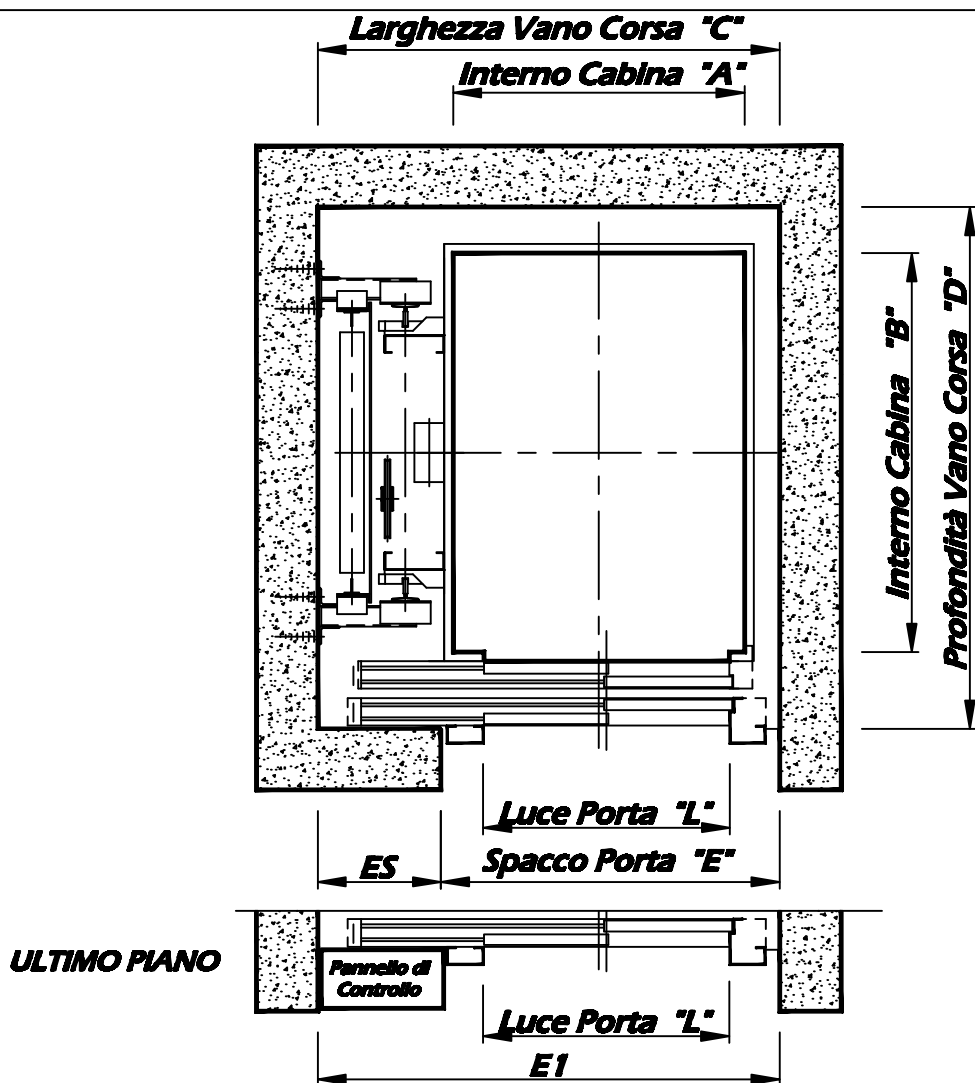 Larghezza Vano Corsa "C"
Interno Cabina "A"
Interno Cabina "B"
Profondità Vano Corsa "D"
Luce Porta "L"
ES
Spacco Porta "E"
ULTIMO PIANO
Pannello di
Controllo
Luce Porta "L"
E1